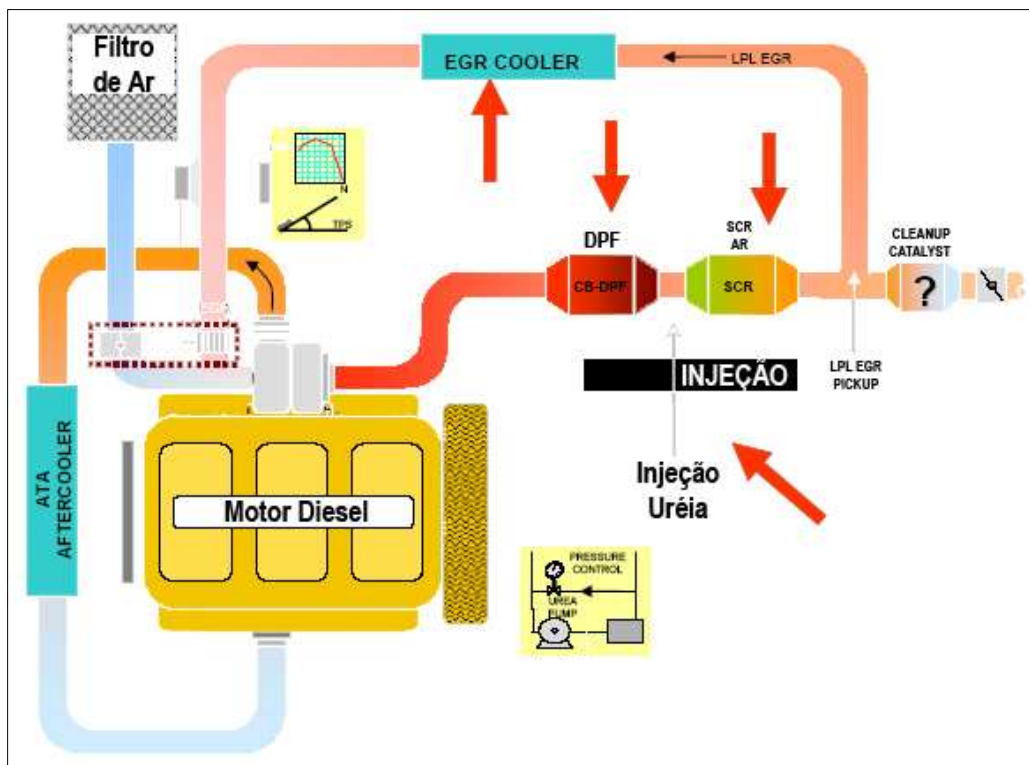 Filtro
de Ar
EGR COOLER
LPL EGR
N
TPS
DPF
SCR
AR
CLEANUP
CATALYST
CB-DPF
SCR
?
INJEÇÃO
LPL EGR
PICKUP
ATA
AFTERCOOLER
Injeção
Uréia
Motor Diesel
PRESSURE
CONTROL
UREA
PUMP